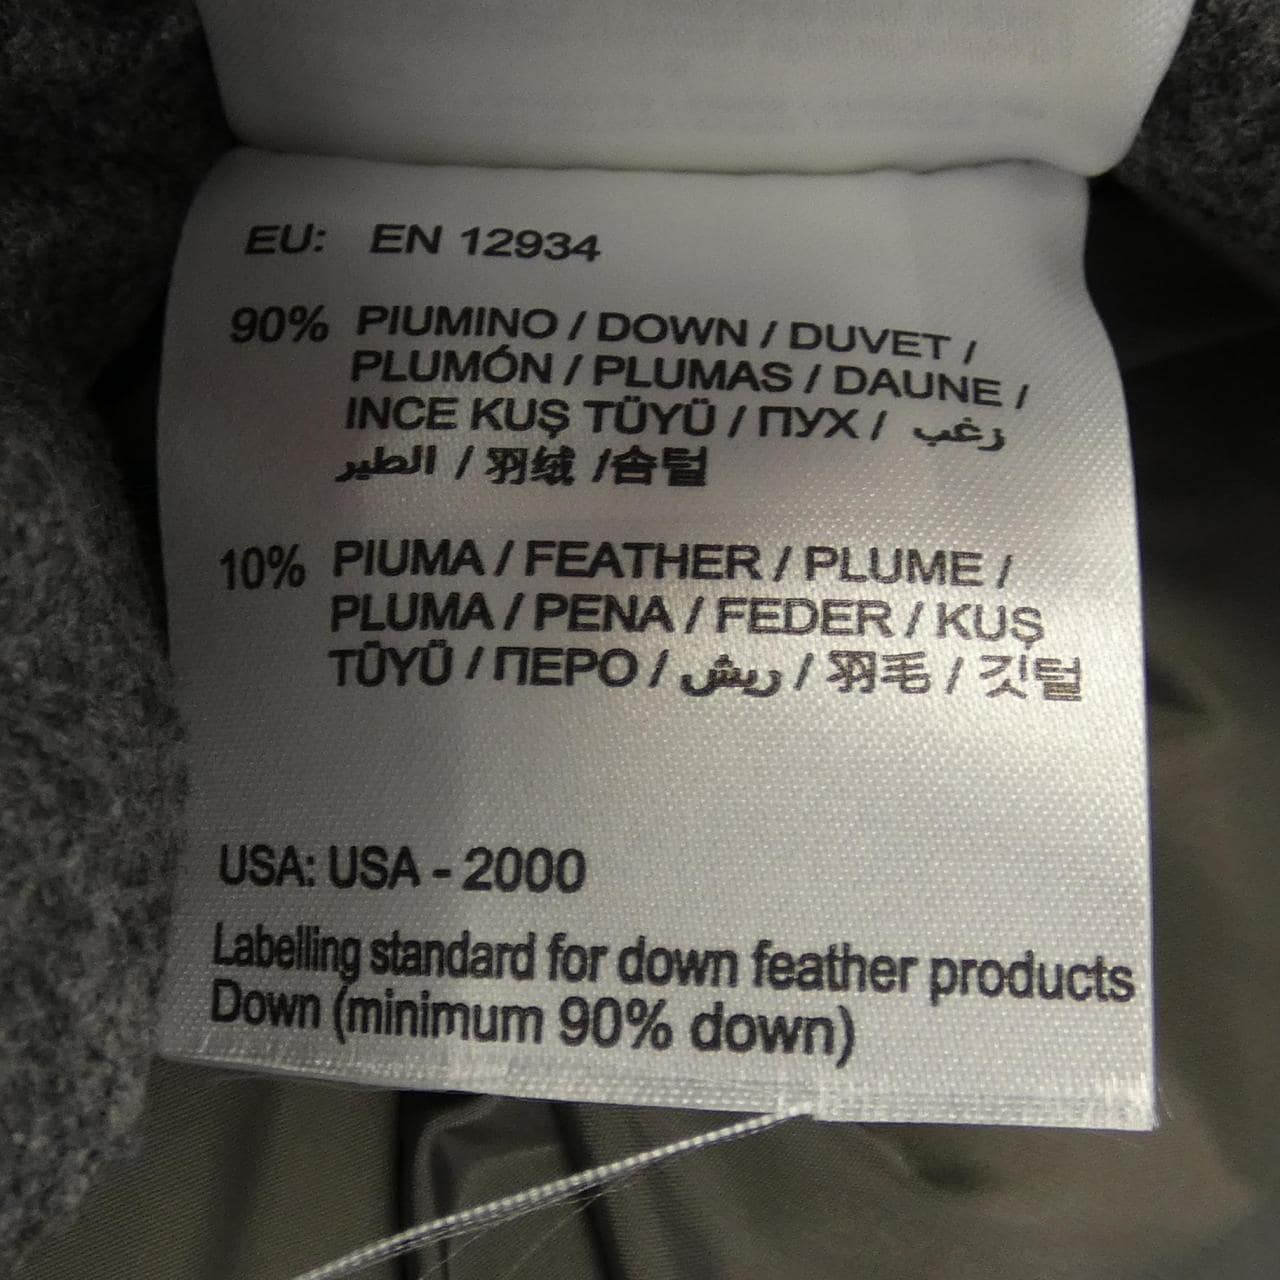 EU: EN 12934
90% PIUMINO / DOWN / DUVET /
PLUMÓN / PLUMAS / DAUNE /
INCE KUŞ TÜYÜ / ПУХ / زغب
الطير / 羽绒 /솜털
10% PIUMA / FEATHER / PLUME /
PLUMA / PENA / FEDER / KUŞ
TÜYÜ / ПЕРО / ريش / 羽毛 / 깃털
USA: USA - 2000
Labelling standard for down feather products
Down (minimum 90% down)